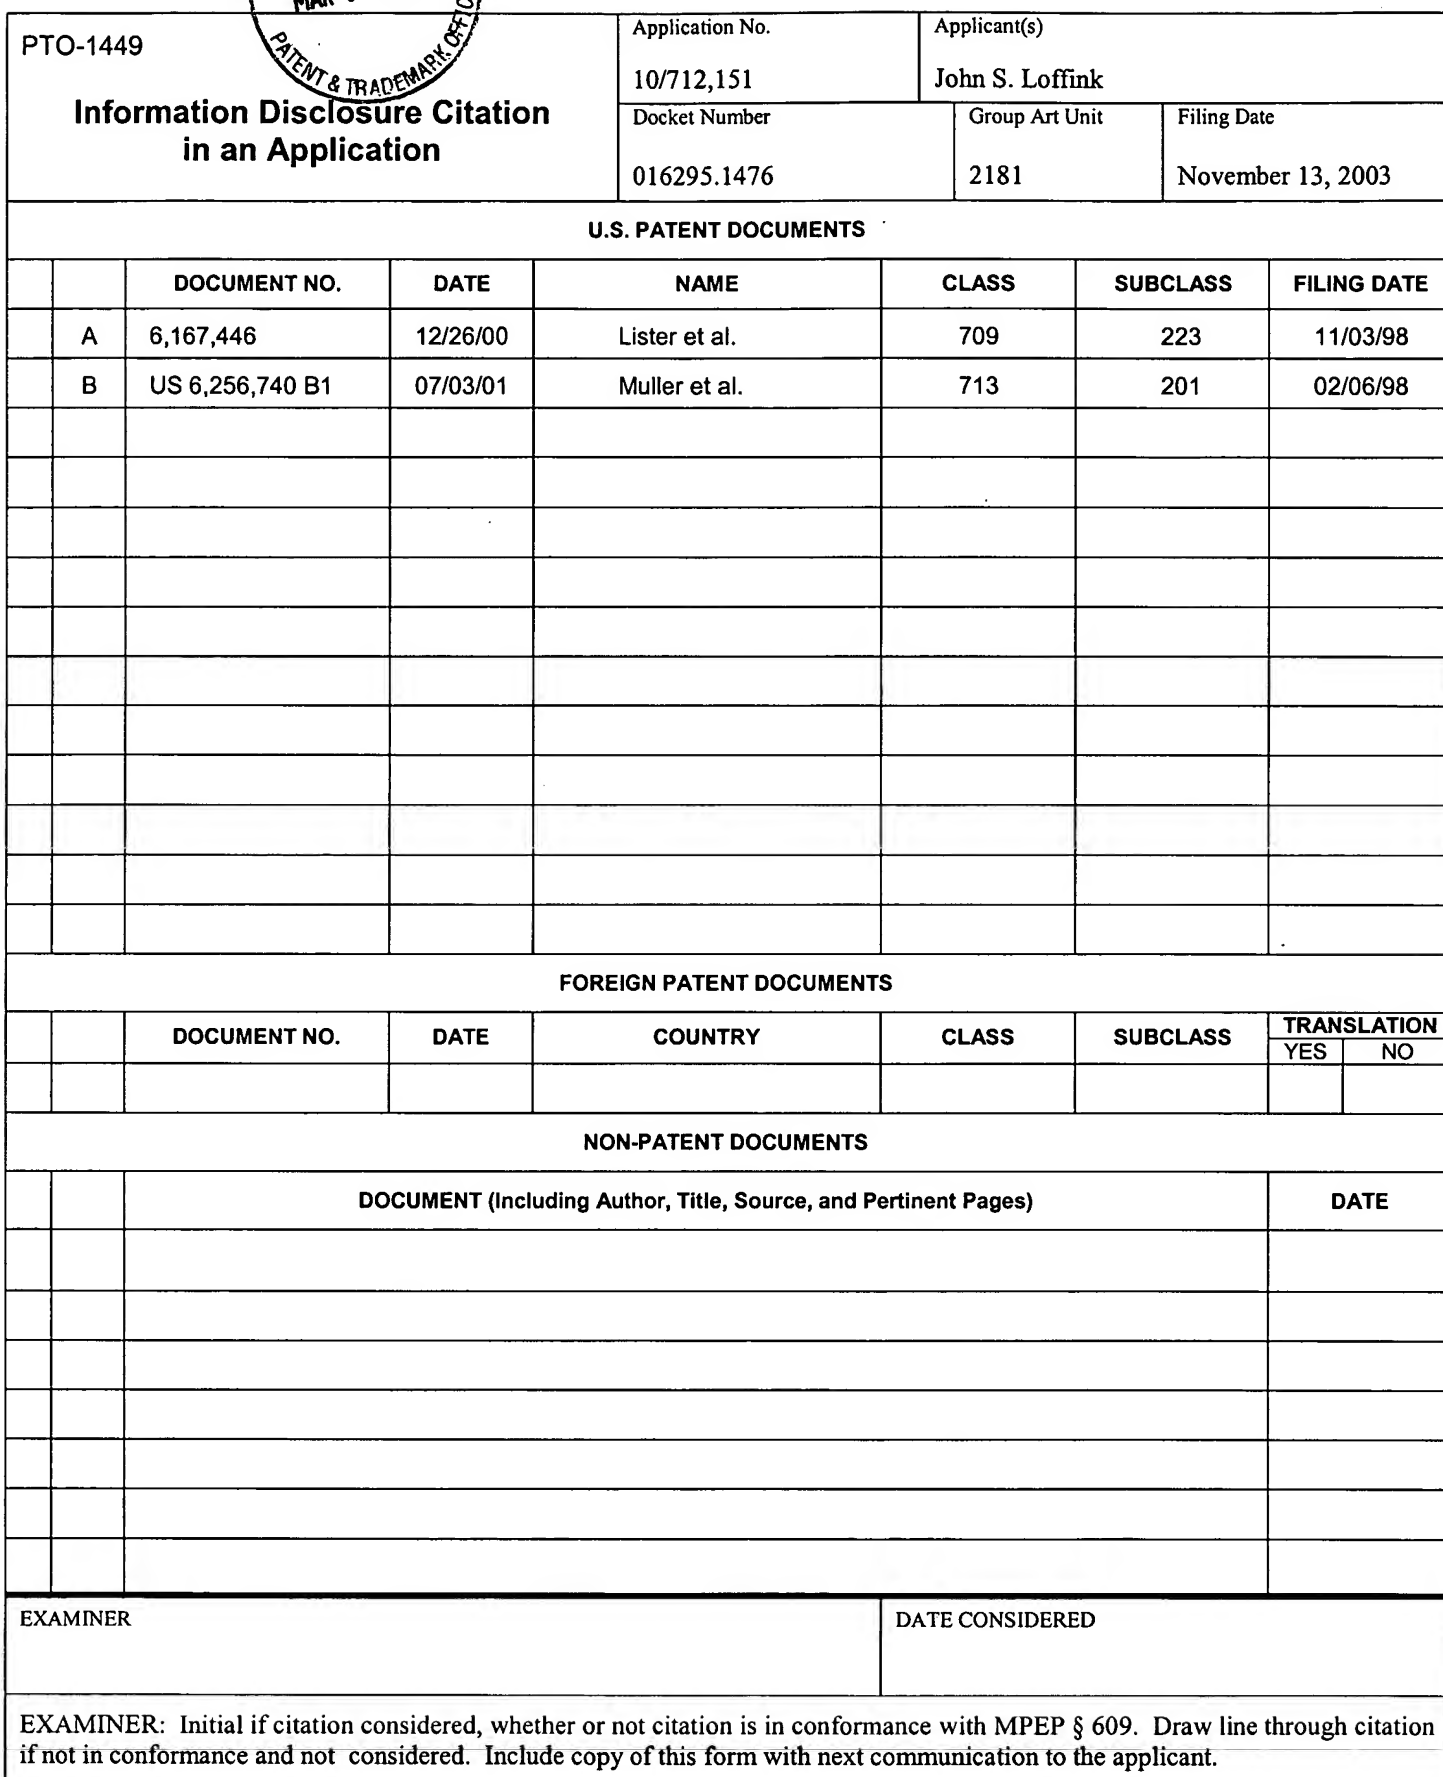 PTO-1449
PATENT & TRADEMARK
Information Disclosure Citation
in an Application
Application No.
10/712,151
Applicant(s)
John S. Loffink
Docket Number
016295.1476
Group Art Unit
2181
Filing Date
November 13, 2003
U.S. PATENT DOCUMENTS
DOCUMENT NO. DATE NAME CLASS SUBCLASS FILING DATE
A 6,167,446 12/26/00 Lister et al. 709 223 11/03/98
B US 6,256,740 B1 07/03/01 Muller et al. 713 201 02/06/98
FOREIGN PATENT DOCUMENTS
DOCUMENT NO. DATE COUNTRY CLASS SUBCLASS TRANSLATION
YES NO
NON-PATENT DOCUMENTS
DOCUMENT (Including Author, Title, Source, and Pertinent Pages) DATE
EXAMINER
DATE CONSIDERED
EXAMINER: Initial if citation considered, whether or not citation is in conformance with MPEP § 609. Draw line through citation
if not in conformance and not considered. Include copy of this form with next communication to the applicant.